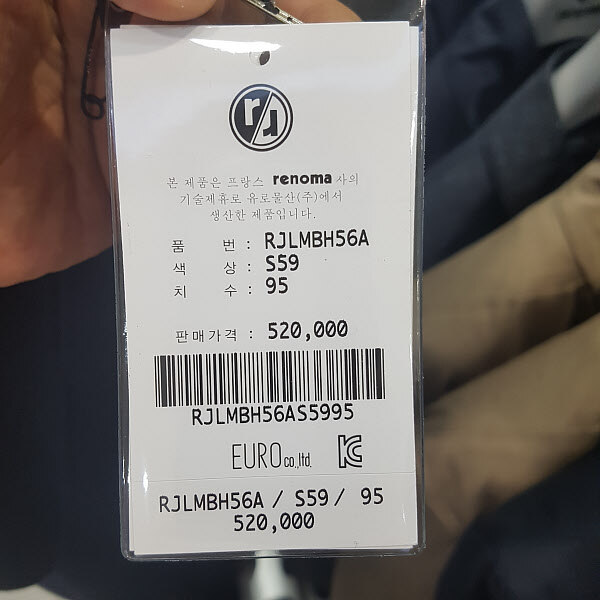 rr
본 제품은 프랑스 renoma 사의
기술제휴로 유로물산(주)에서
생산한 제품입니다.
품 번 : RJLMBH56A
색 상 : S59
치 수 : 95
판매가격 : 520,000
RJLMBH56AS5995
EURO co.,ltd.
RJLMBH56A / S59 / 95
520,000